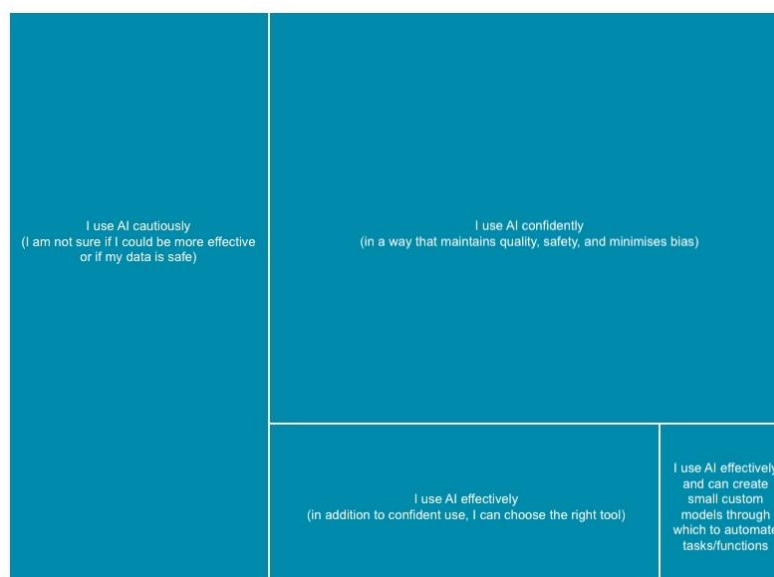 I use AI cautiously
(I am not sure if I could be more effective
or if my data is safe)
I use AI confidently
(in a way that maintains quality, safety, and minimises bias)
I use AI effectively
(in addition to confident use, I can choose the right tool)
I use AI effectively
and can create
small custom
models through
which to automate
tasks/functions